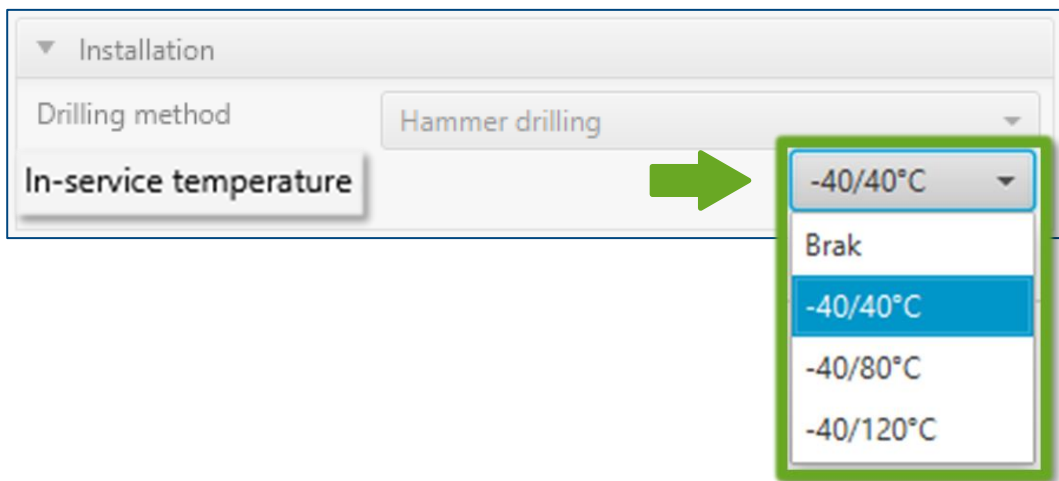 Installation
Drilling method
Hammer drilling
In-service temperature
-40/40°C
Brak
-40/40°C
-40/80°C
-40/120°C